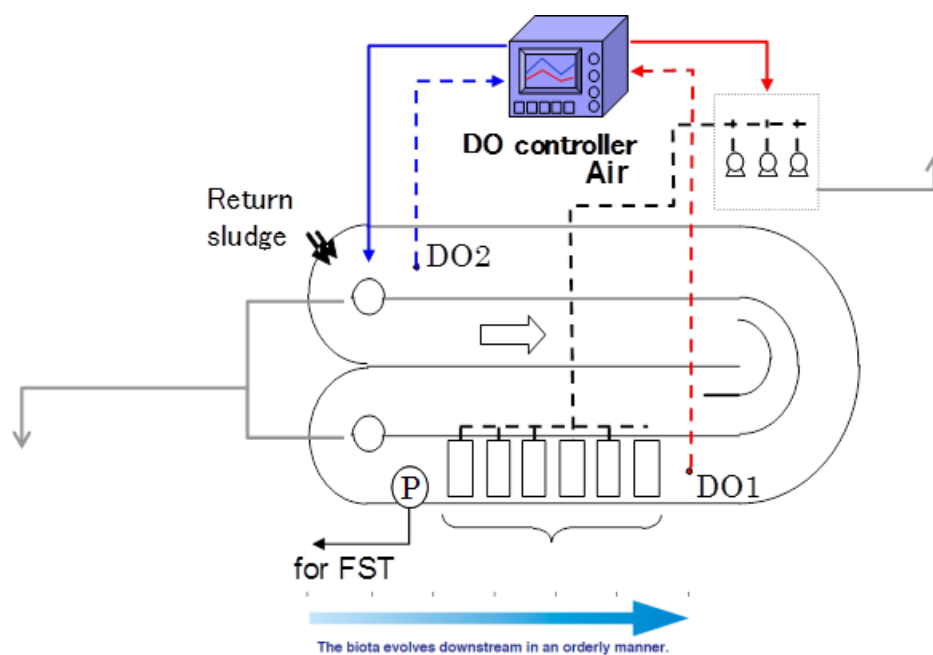 DO controller
Air
Return
sludge
DO2
DO1
P
for FST
The biota evolves downstream in an orderly manner.